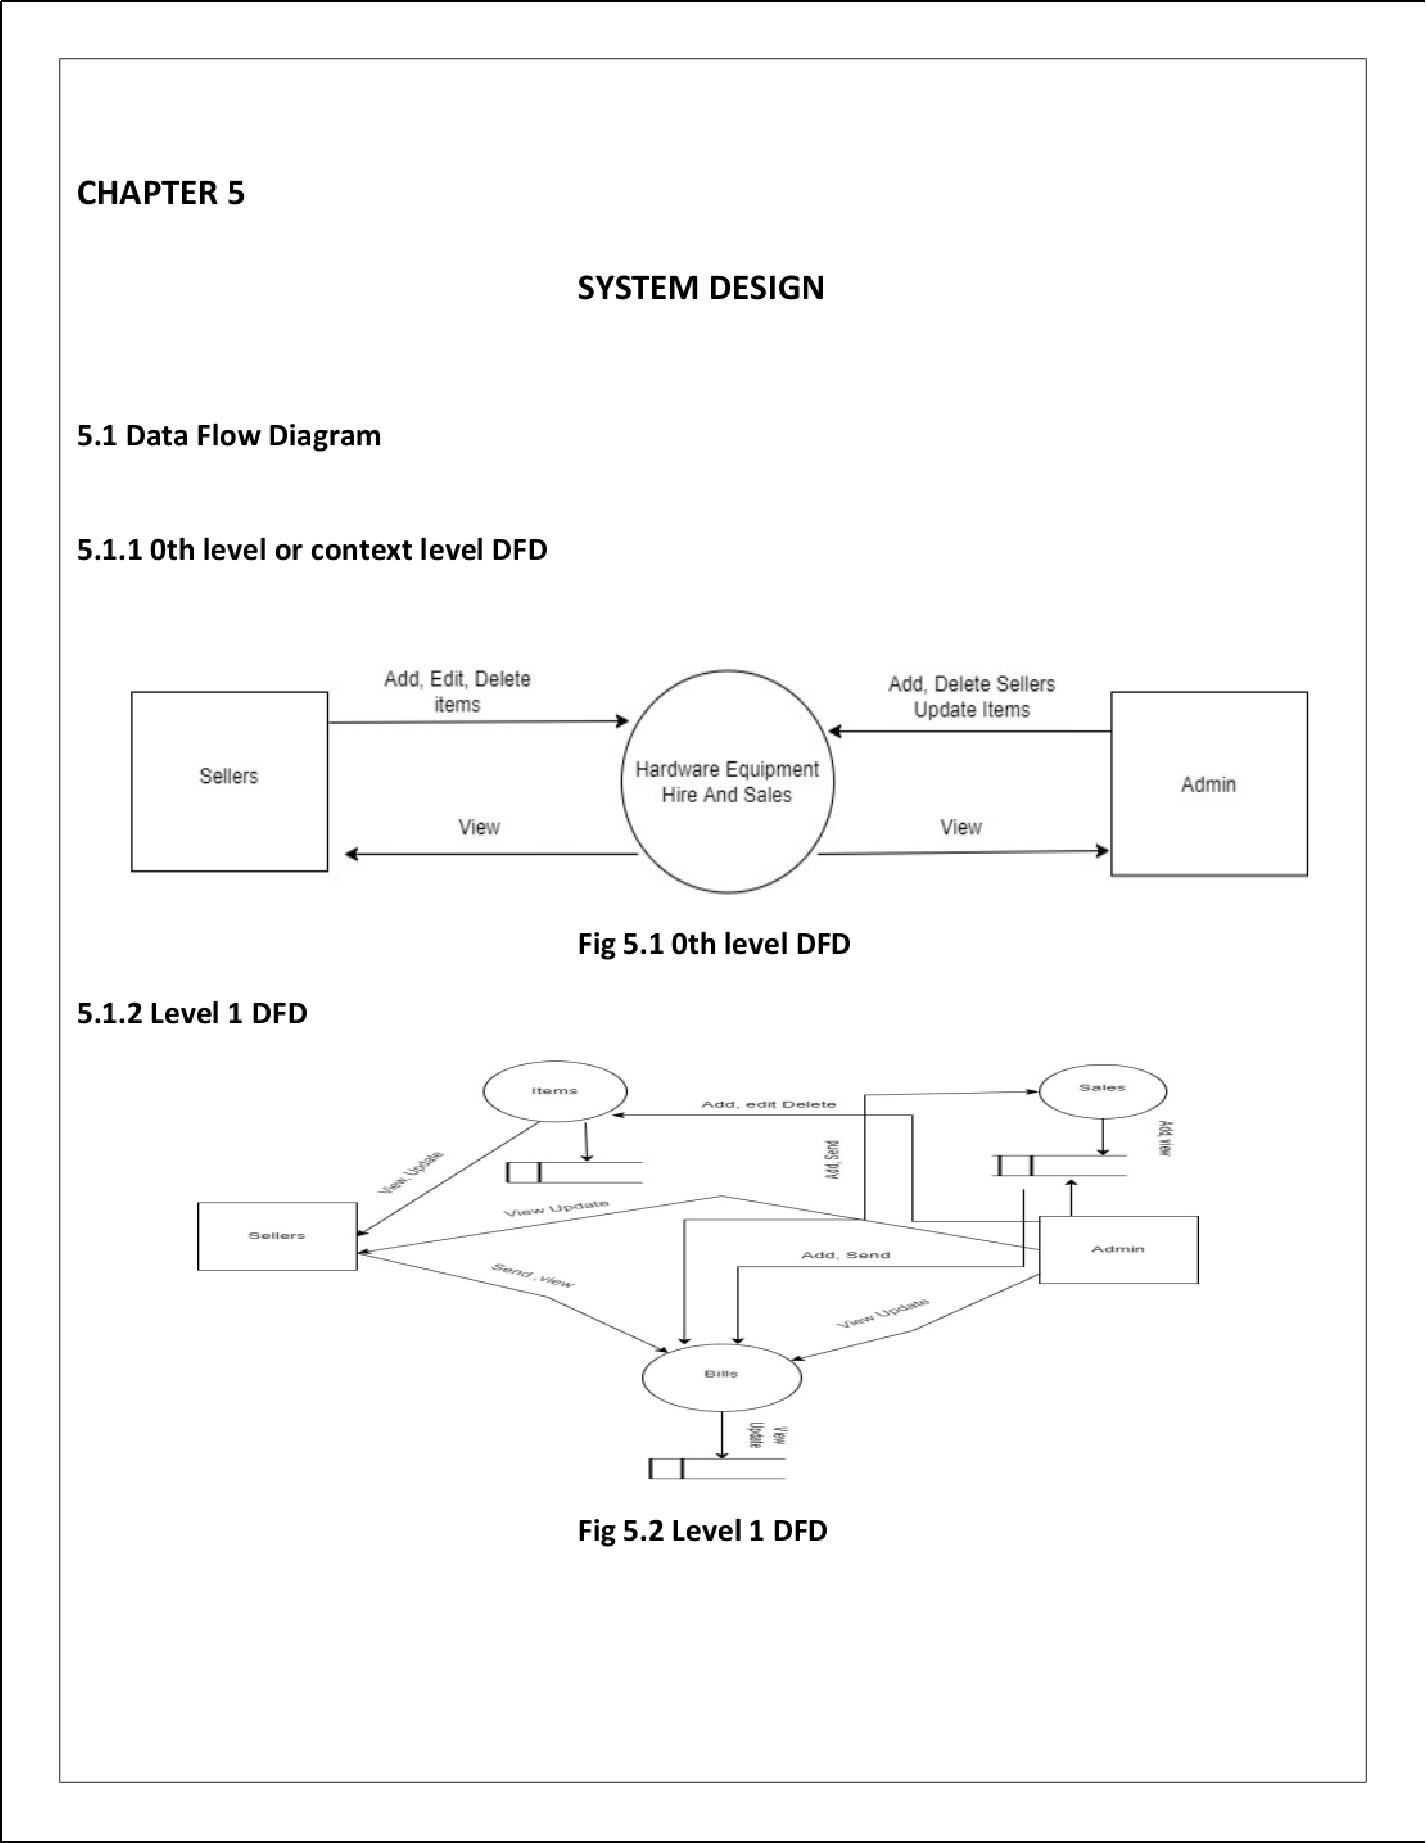 CHAPTER 5
SYSTEM DESIGN
5.1 Data Flow Diagram
5.1.1 0th level or context level DFD
Add, Edit, Delete
items
Add, Delete Sellers
Update Items
Sellers
Hardware Equipment
Hire And Sales
Admin
View
View
Fig 5.1 0th level DFD
5.1.2 Level 1 DFD
Items
Sales
Add, edit Delete
Add, Send
Add, view
View, Update
View Update
Sellers
Admin
Add, Send
Send ,view
View Update
Bills
View
Update
Fig 5.2 Level 1 DFD